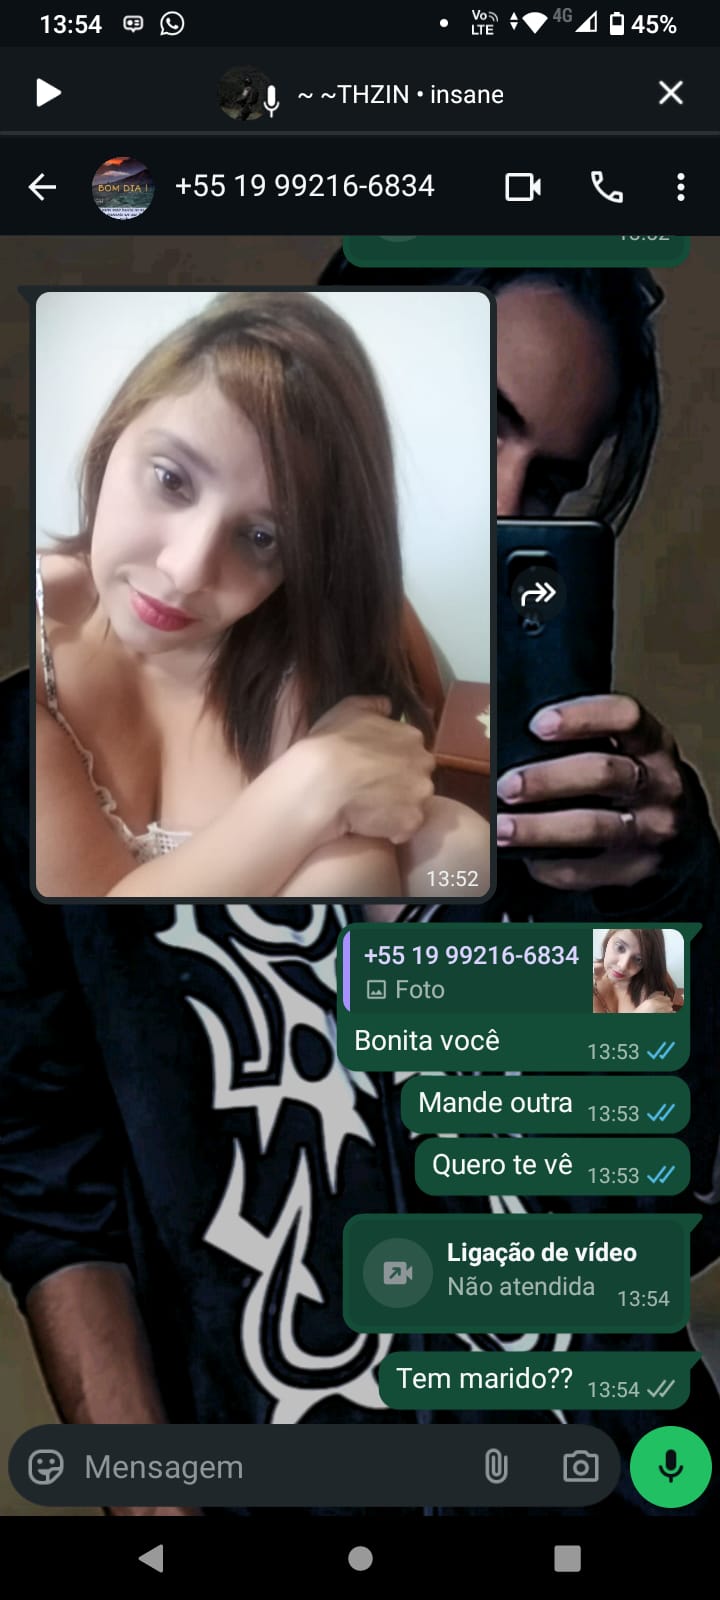 13:54
Vo
LTE
4G
45%
~ ~THZIN • insane
BOM DIA !
+55 19 99216-6834
13:52
+55 19 99216-6834
Foto
Bonita você 13:53
Mande outra 13:53
Quero te vê 13:53
Ligação de vídeo
Não atendida 13:54
Tem marido?? 13:54
Mensagem